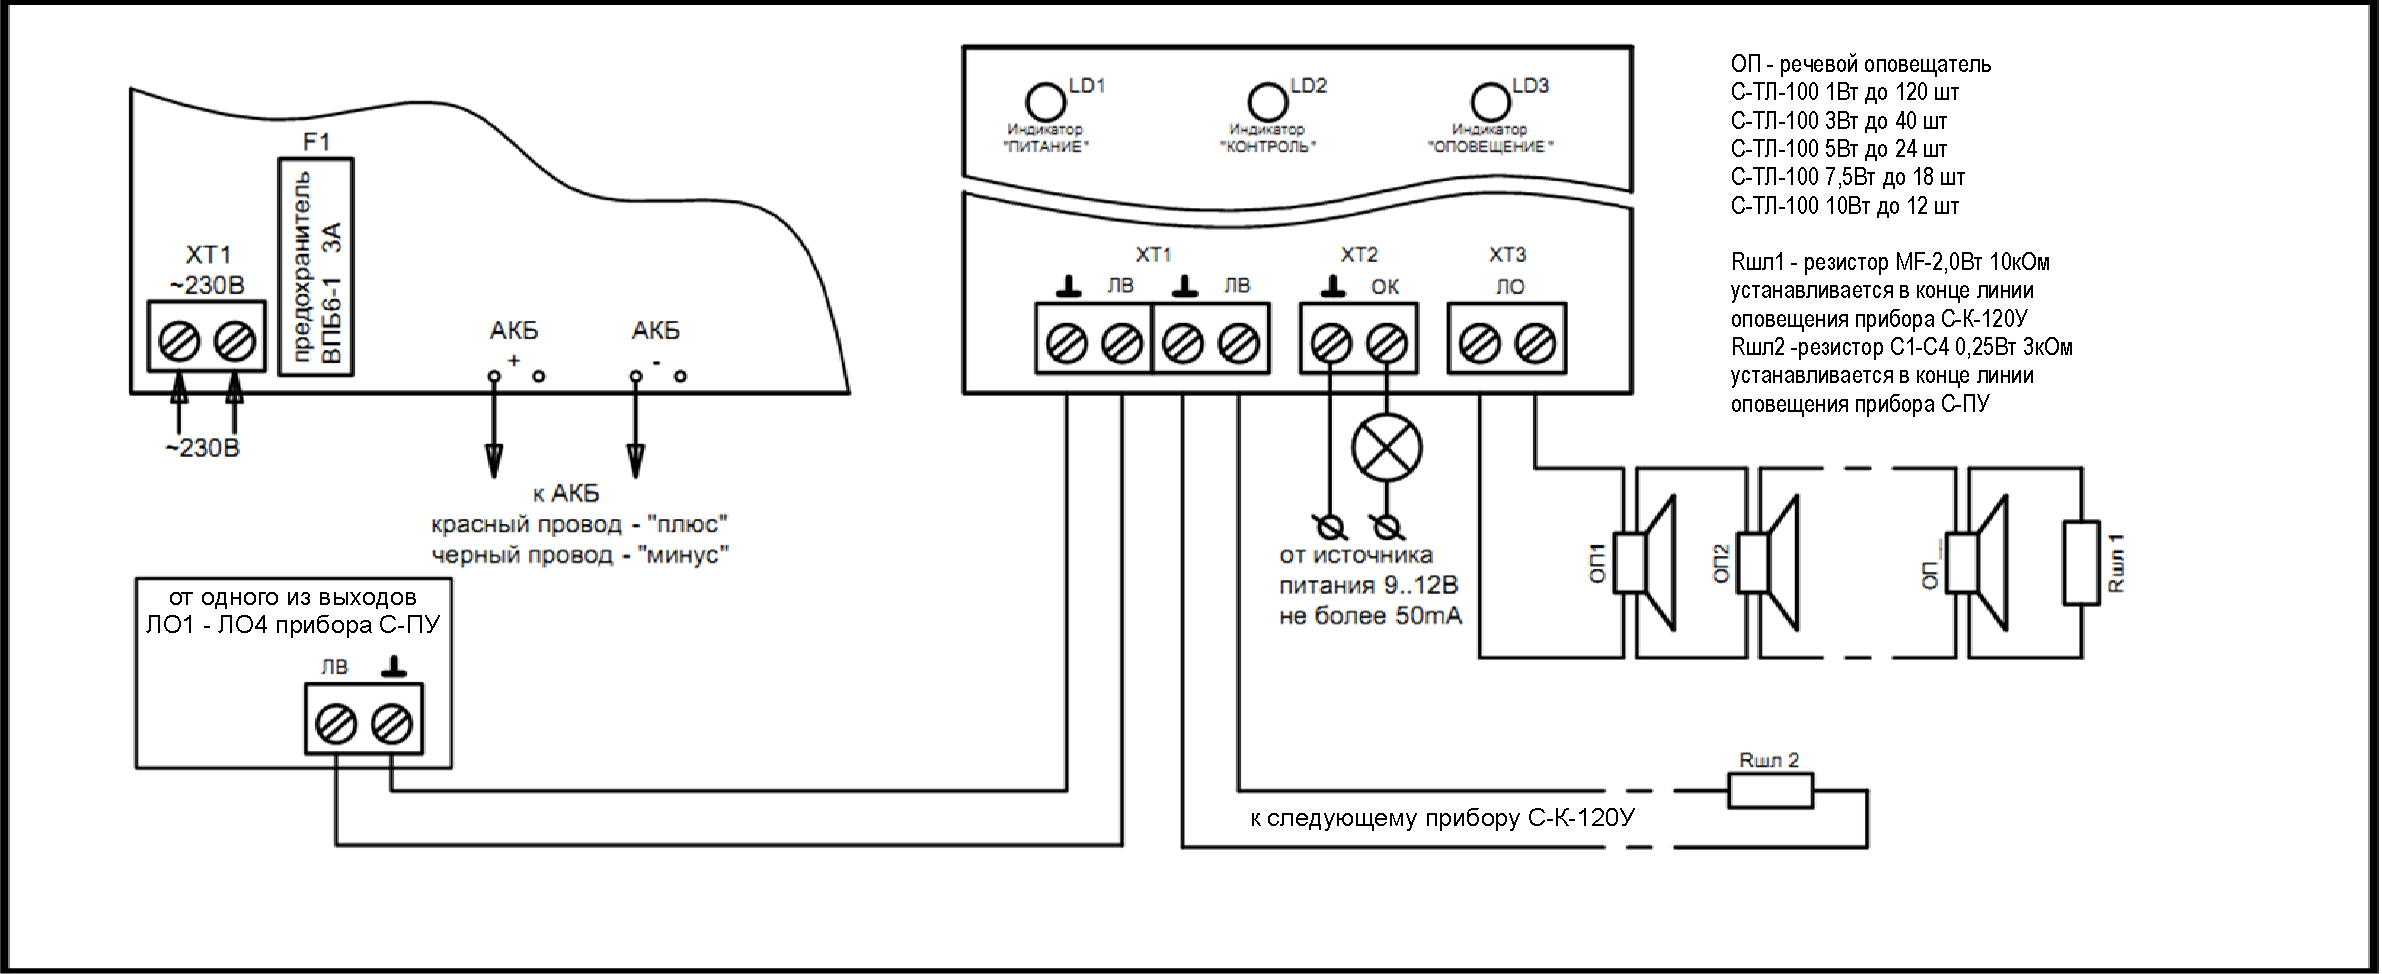 F1
предохранитель
ВПБ6-1 3А
XT1
~230В
~230В
АКБ
+
АКБ
-
к АКБ
красный провод - "плюс"
черный провод - "минус"
от одного из выходов
ЛО1 - ЛО4 прибора С-ПУ
ЛВ
LD1
Индикатор
"ПИТАНИЕ"
LD2
Индикатор
"КОНТРОЛЬ"
LD3
Индикатор
"ОПОВЕЩЕНИЕ"
XT1
ЛВ
ЛВ
XT2
ОК
XT3
ЛО
от источника
питания 9..12В
не более 50mA
ОП - речевой оповещатель
С-ТЛ-100 1Вт до 120 шт
С-ТЛ-100 3Вт до 40 шт
С-ТЛ-100 5Вт до 24 шт
С-ТЛ-100 7,5Вт до 18 шт
С-ТЛ-100 10Вт до 12 шт
Rшл1 - резистор MF-2,0Вт 10кОм
устанавливается в конце линии
оповещения прибора С-К-120У
Rшл2 -резистор С1-С4 0,25Вт 3кОм
устанавливается в конце линии
оповещения прибора С-ПУ
ОП1
ОП2
ОП__
Rшл 1
Rшл 2
к следующему прибору С-К-120У